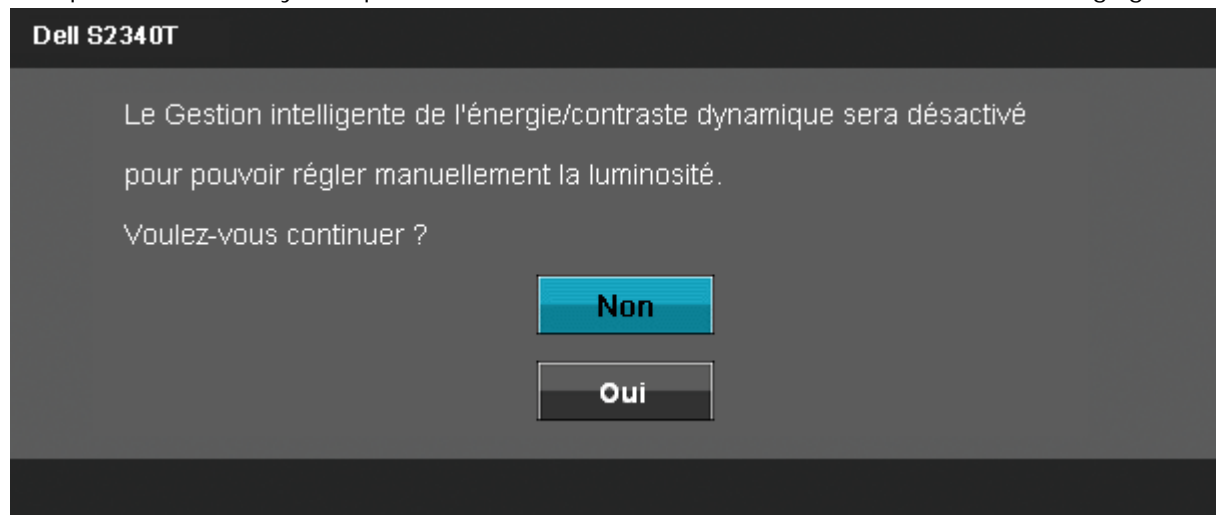 Dell S2340T
Le Gestion intelligente de l'énergie/contraste dynamique sera désactivé
pour pouvoir régler manuellement la luminosité.
Voulez-vous continuer ?
Non
Oui